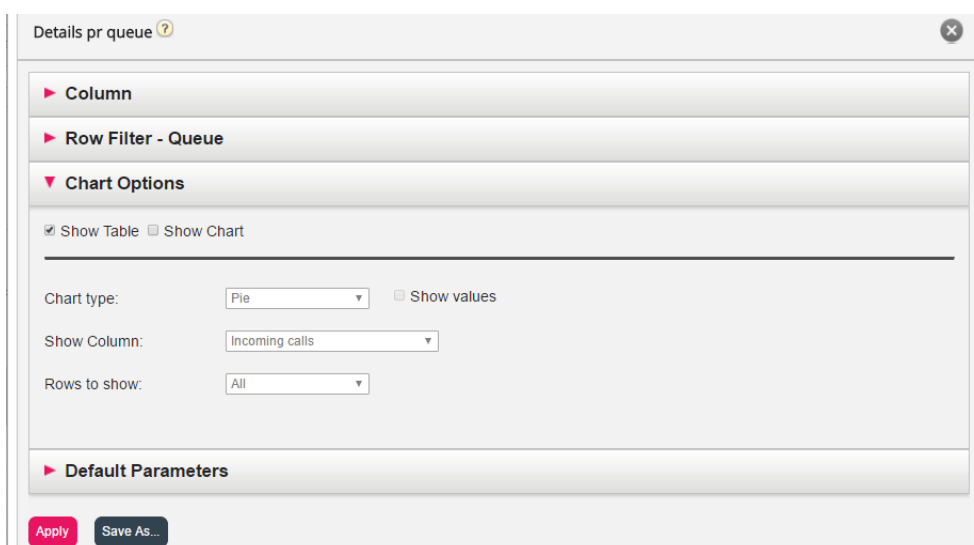 Details pr queue ?
Column
Row Filter - Queue
Chart Options
Show Table Show Chart
Chart type: Pie Show values
Show Column: Incoming calls
Rows to show: All
Default Parameters
Apply Save As...